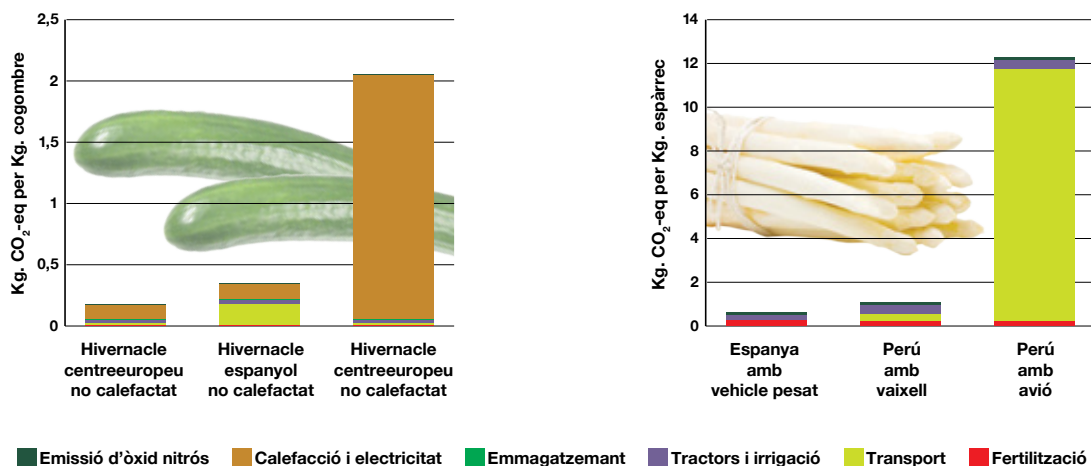 Kg. CO2-eq per Kg. cogombre
2,5
2
1,5
1
0,5
0
Hivernacle
centreeuropeu
no calefactat
Hivernacle
espanyol
no calefactat
Hivernacle
centreeuropeu
no calefactat
Kg. CO2-eq per Kg. espàrrec
14
12
10
8
6
4
2
0
Espanya
amb
vehicle pesat
Perú
amb
vaixell
Perú
amb
avió
Emissió d'òxid nitrós
Calefacció i electricitat
Emmagatzemant
Tractors i irrigació
Transport
Fertilització